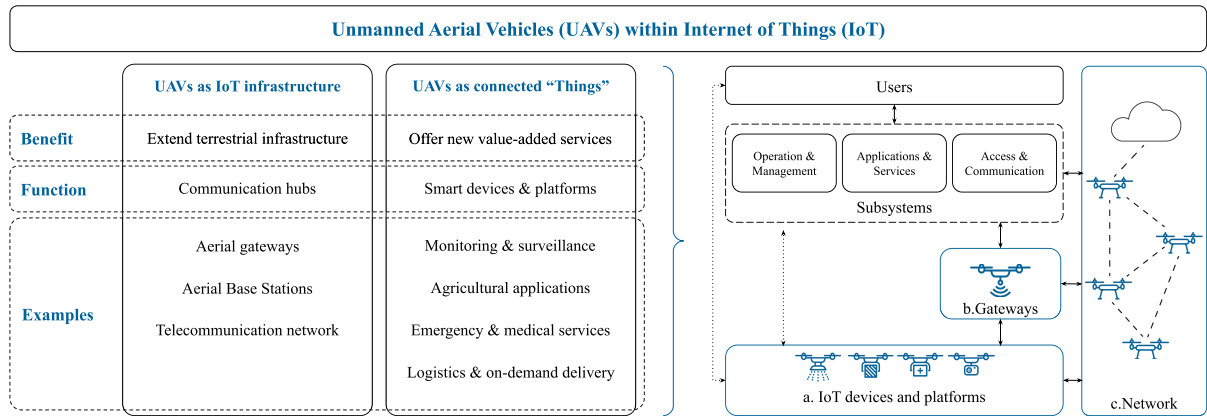 Unmanned Aerial Vehicles (UAVs) within Internet of Things (IoT)
UAVs as IoT infrastructure
UAVs as connected “Things”
Benefit
Extend terrestrial infrastructure
Offer new value-added services
Function
Communication hubs
Smart devices & platforms
Examples
Aerial gateways
Aerial Base Stations
Telecommunication network
Monitoring & surveillance
Agricultural applications
Emergency & medical services
Logistics & on-demand delivery
Users
Operation &
Management
Applications &
Services
Access &
Communication
Subsystems
b.Gateways
a. IoT devices and platforms
c.Network